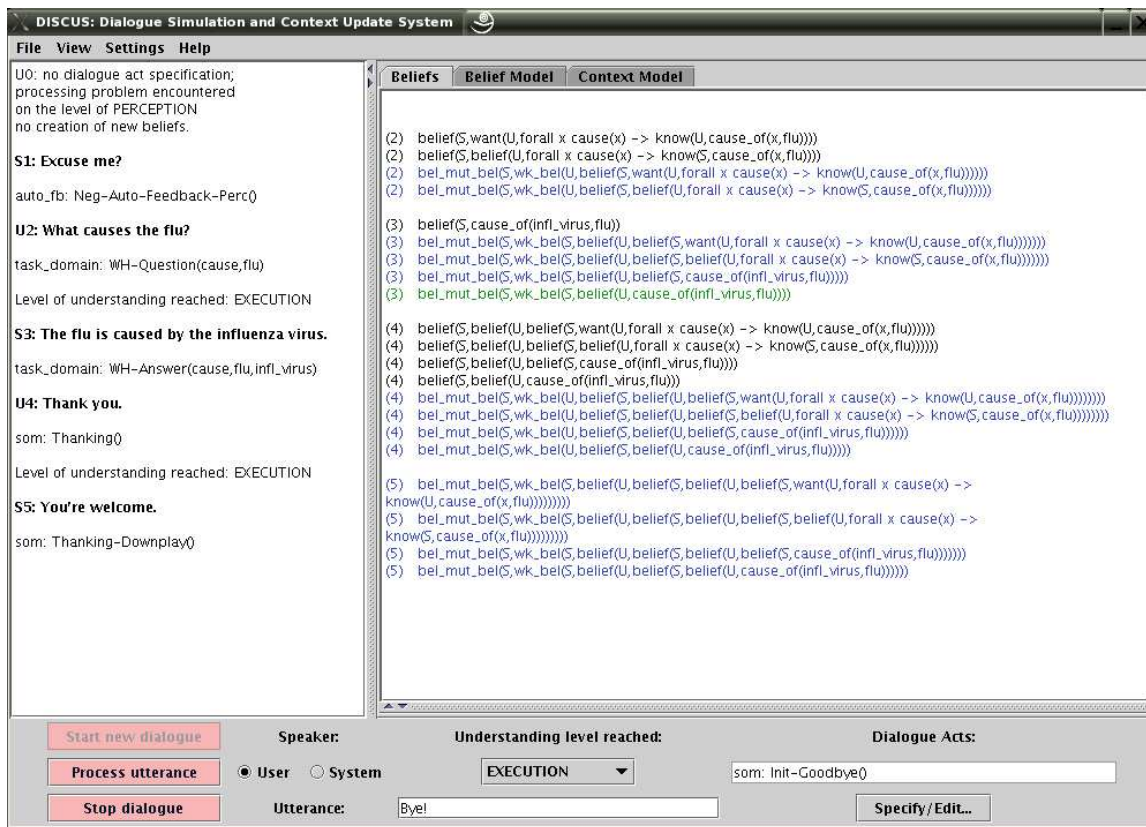 DISCUS: Dialogue Simulation and Context Update System
File View Settings Help
U0: no dialogue act specification;
processing problem encountered
on the level of PERCEPTION
no creation of new beliefs.
S1: Excuse me?
auto_fb: Neg-Auto-Feedback-Perc()
U2: What causes the flu?
task_domain: WH-Question(cause,flu)
Level of understanding reached: EXECUTION
S3: The flu is caused by the influenza virus.
task_domain: WH-Answer(cause,flu,infl_virus)
U4: Thank you.
som: Thanking()
Level of understanding reached: EXECUTION
S5: You're welcome.
som: Thanking-Downplay()
Beliefs Belief Model Context Model
(2) belief(S,want(U,forall x cause(x) -> know(U,cause_of(x,flu))))
(2) belief(S,belief(U,forall x cause(x) -> know(S,cause_of(x,flu))))
(2) bel_mut_bel(S,wk_bel(U,belief(S,want(U,forall x cause(x) -> know(U,cause_of(x,flu))))))
(2) bel_mut_bel(S,wk_bel(U,belief(S,belief(U,forall x cause(x) -> know(S,cause_of(x,flu))))))
(3) belief(S,cause_of(infl_virus,flu))
(3) bel_mut_bel(S,wk_bel(S,belief(U,belief(S,want(U,forall x cause(x) -> know(U,cause_of(x,flu)))))))
(3) bel_mut_bel(S,wk_bel(S,belief(U,belief(S,belief(U,forall x cause(x) -> know(S,cause_of(x,flu)))))))
(3) bel_mut_bel(S,wk_bel(S,belief(U,belief(S,cause_of(infl_virus,flu)))))
(3) bel_mut_bel(S,wk_bel(S,belief(U,cause_of(infl_virus,flu))))
(4) belief(S,belief(U,belief(S,want(U,forall x cause(x) -> know(U,cause_of(x,flu))))))
(4) belief(S,belief(U,belief(S,belief(U,forall x cause(x) -> know(S,cause_of(x,flu))))))
(4) belief(S,belief(U,belief(S,cause_of(infl_virus,flu))))
(4) belief(S,belief(U,cause_of(infl_virus,flu)))
(4) bel_mut_bel(S,wk_bel(U,belief(S,belief(U,belief(S,want(U,forall x cause(x) -> know(U,cause_of(x,flu))))))))
(4) bel_mut_bel(S,wk_bel(U,belief(S,belief(U,belief(S,belief(U,forall x cause(x) -> know(S,cause_of(x,flu))))))))
(4) bel_mut_bel(S,wk_bel(U,belief(S,belief(U,belief(S,cause_of(infl_virus,flu))))))
(4) bel_mut_bel(S,wk_bel(U,belief(S,belief(U,cause_of(infl_virus,flu)))))
(5) bel_mut_bel(S,wk_bel(S,belief(U,belief(S,belief(U,belief(S,want(U,forall x cause(x) ->
know(U,cause_of(x,flu)))))))))
(5) bel_mut_bel(S,wk_bel(S,belief(U,belief(S,belief(U,belief(S,belief(U,forall x cause(x) ->
know(S,cause_of(x,flu)))))))))
(5) bel_mut_bel(S,wk_bel(S,belief(U,belief(S,belief(U,belief(S,cause_of(infl_virus,flu)))))))
(5) bel_mut_bel(S,wk_bel(S,belief(U,belief(S,belief(U,cause_of(infl_virus,flu))))))
Start new dialogue Speaker: Understanding level reached: Dialogue Acts:
Process utterance User System EXECUTION som: Init-Goodbye()
Stop dialogue Utterance: Bye! Specify/Edit...